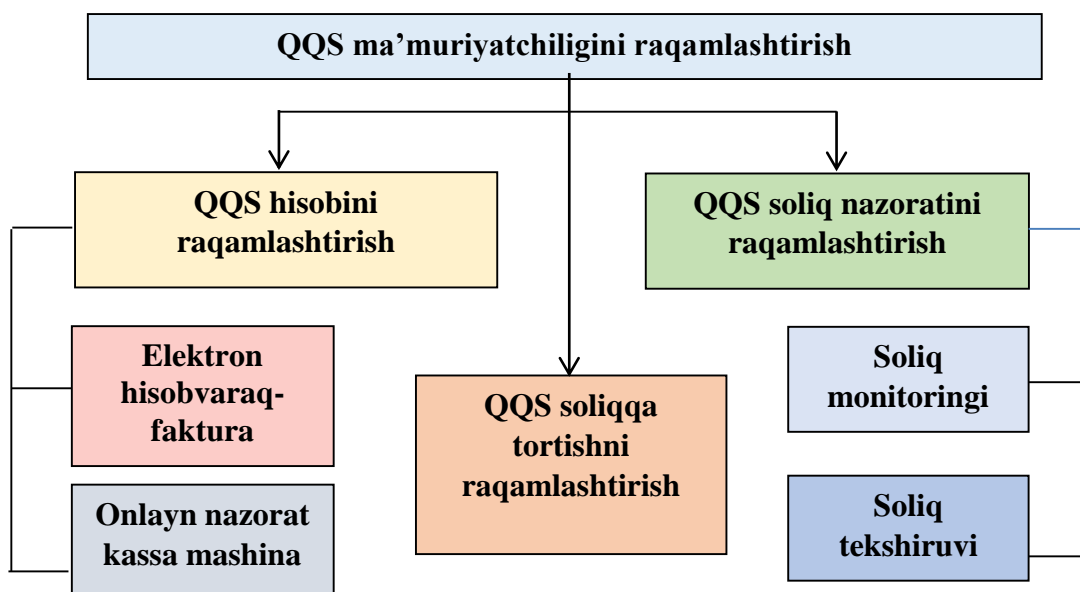 QQS ma’muriyatchiligini raqamlashtirish
QQS hisobini
raqamlashtirish
QQS soliq nazoratini
raqamlashtirish
Elektron
hisobvaraq-
faktura
QQS soliqqa
tortishni
raqamlashtirish
Soliq
monitoringi
Onlayn nazorat
kassa mashina
Soliq
tekshiruvi